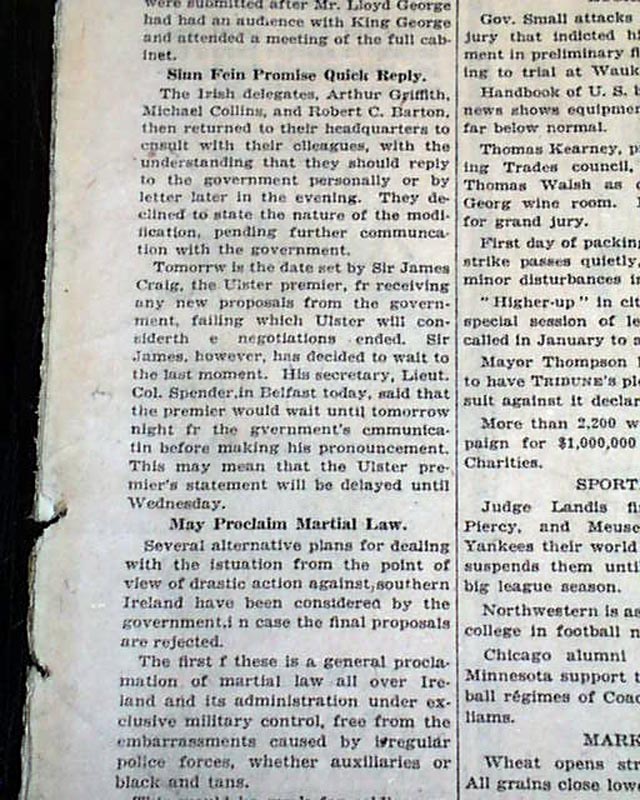 were submitted after Mr. Lloyd George
had had an audience with King George
and attended a meeting of the full cab-
inet.
Sinn Fein Promise Quick Reply.
The Irish delegates, Arthur Griffith,
Michael Collins, and Robert C. Barton,
then returned to their headquarters to
cnsult with their clleagues, with the
understanding that they should reply
to the government personally or by
letter later in the evening. They de-
clined to state the nature of the modi-
fication, pending further communca-
tion with the government.
Tomorrw is the date set by Sir James
Craig, the Ulster premier, fr receiving
any new proposals from the govern-
ment, failing which Ulster will con-
siderth e negotiations ended. Sir
James, however, has decided to wait to
the last moment. His secretary, Lieut.
Col. Spender,in Belfast today, said that
the premier would wait until tomorrow
night fr the gvernment's cmmunica-
tin before making his pronouncement.
This may mean that the Ulster pre-
mier's statement will be delayed until
Wednesday.
May Proclaim Martial Law.
Several alternative plans for dealing
with the istuation from the point of
view of drastic action against,southern
Ireland have been considered by the
government,i n case the final proposals
are rejected.
The first f these is a general procla-
mation of martial law all over Ire-
land and its administration under ex-
clusive military control, free from the
embarrassments caused by irregular
police forces, whether auxiliaries or
black and tans.
Gov. Small attacks
jury that indicted hi
ment in preliminary fi
ing to trial at Wauk
Handbook of U. S. b
news shows equipme
far below normal.
Thomas Kearney, p
ing Trades council,
Thomas Walsh as
Georg wine room.
for grand jury.
First day of packin
strike passes quietly,
minor disturbances i
"Higher-up" in cit
special session of le
called in January to a
Mayor Thompson
to have TRIBUNE'S ple
suit against it declar
More than 2,200 w
paign for $1,000,000
Charities.
SPORT
Judge Landis fi
Piercy, and Meuse
Yankees their world
suspends them unti
big league season.
Northwestern is as
college in football n
Chicago alumni
Minnesota support t
ball régimes of Coa
liams.
MARK
Wheat opens str
All grains close low